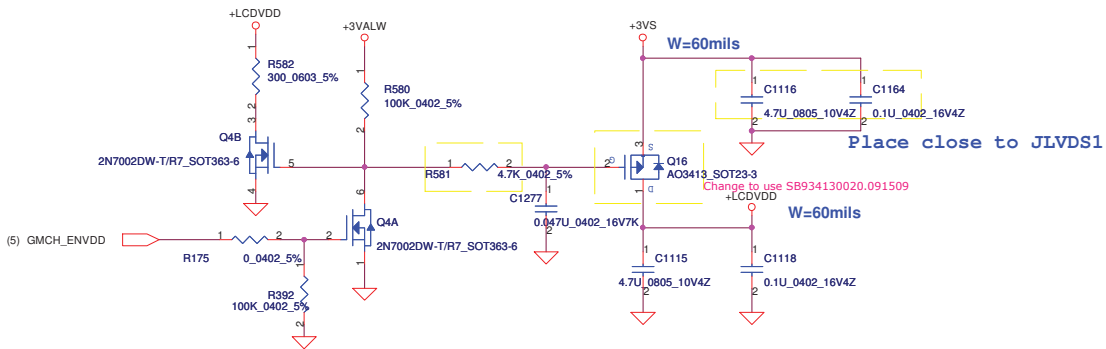 +LCDVDD
+3VALW
+3VS
W=60mils
1
R582
300_0603_5%
2
1
R580
100K_0402_5%
2
1
C1116
4.7U_0805_10V4Z
2
1
C1164
0.1U_0402_16V4Z
2
Place close to JLVDS1
Q4B
3
2N7002DW-T/R7_SOT363-6
5
4
1
R581
2
4.7K_0402_5%
2
G
3
S
Q16
AO3413_SOT23-3
D
1
Change to use SB934130020.091509
1
C1277
0.047U_0402_16V7K
2
+LCDVDD
W=60mils
6
Q4A
2
2N7002DW-T/R7_SOT363-6
1
(5) GMCH_ENVDD
1
R175
2
0_0402_5%
1
R392
100K_0402_5%
2
1
C1115
4.7U_0805_10V4Z
2
1
C1118
0.1U_0402_16V4Z
2